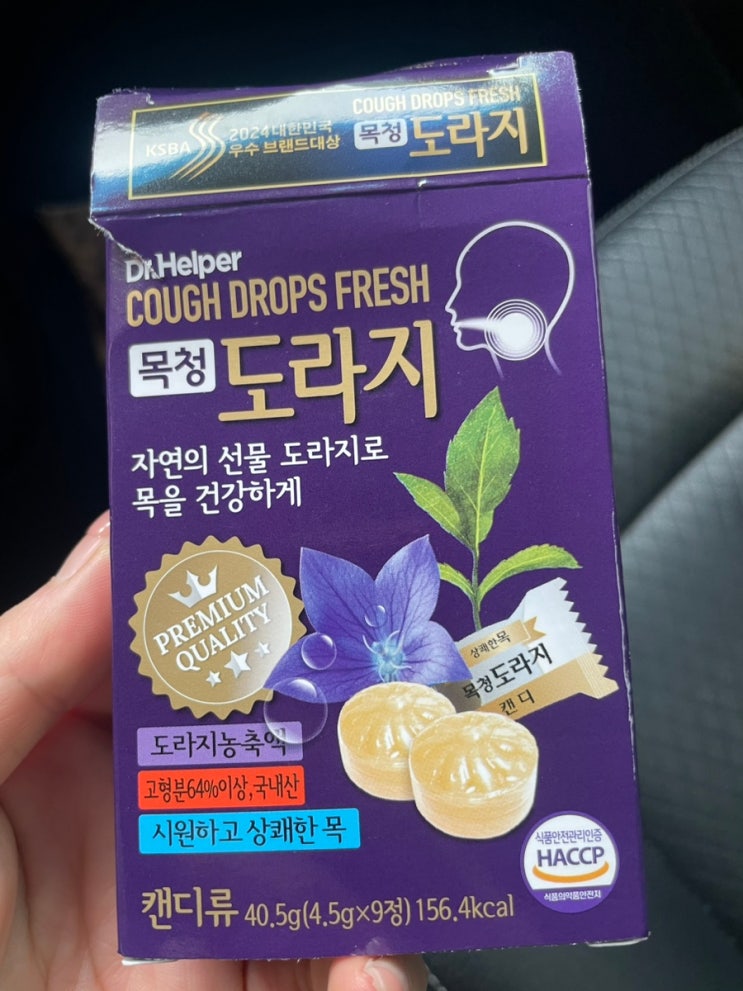 KSBA
2024 대한민국
우수 브랜드대상
COUGH DROPS FRESH
목청 도라지
Dr.Helper
COUGH DROPS FRESH
목청 도라지
자연의 선물 도라지로
목을 건강하게
PREMIUM
QUALITY
상쾌한목
목청도라지
캔디
도라지농축액
고형분64%이상,국내산
시원하고 상쾌한 목
식품안전관리인증
HACCP
식품의약품안전처
캔디류 40.5g(4.5g×9정) 156.4kcal